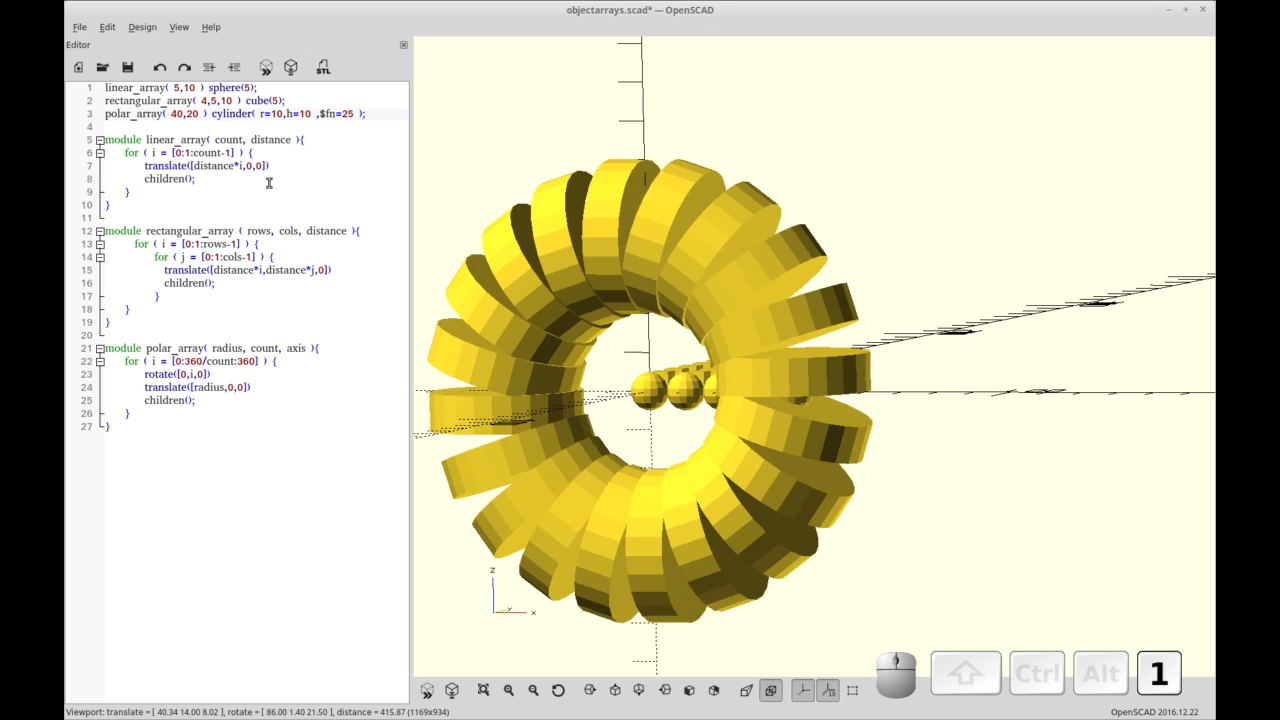 objectarrays.scad* — OpenSCAD
File Edit Design View Help
Editor
STL
1 linear_array( 5,10 ) sphere(5);
2 rectangular_array( 4,5,10 ) cube(5);
3 polar_array( 40,20 ) cylinder( r=10,h=10 ,$fn=25 );
4
5 module linear_array( count, distance ){
6 for ( i = [0:1:count-1] ) {
7 translate([distance*i,0,0])
8 children();
9 }
10 }
11
12 module rectangular_array ( rows, cols, distance ){
13 for ( i = [0:1:rows-1] ) {
14 for ( j = [0:1:cols-1] ) {
15 translate([distance*i,distance*j,0])
16 children();
17 }
18 }
19 }
20
21 module polar_array( radius, count, axis ){
22 for ( i = [0:360/count:360] ) {
23 rotate([0,i,0])
24 translate([radius,0,0])
25 children();
26 }
27 }
z
y
x
Ctrl Alt 1
10
Viewport: translate = [ 40.34 14.00 8.02 ], rotate = [ 86.00 1.40 21.50 ], distance = 415.87 (1169x934)
OpenSCAD 2016.12.22